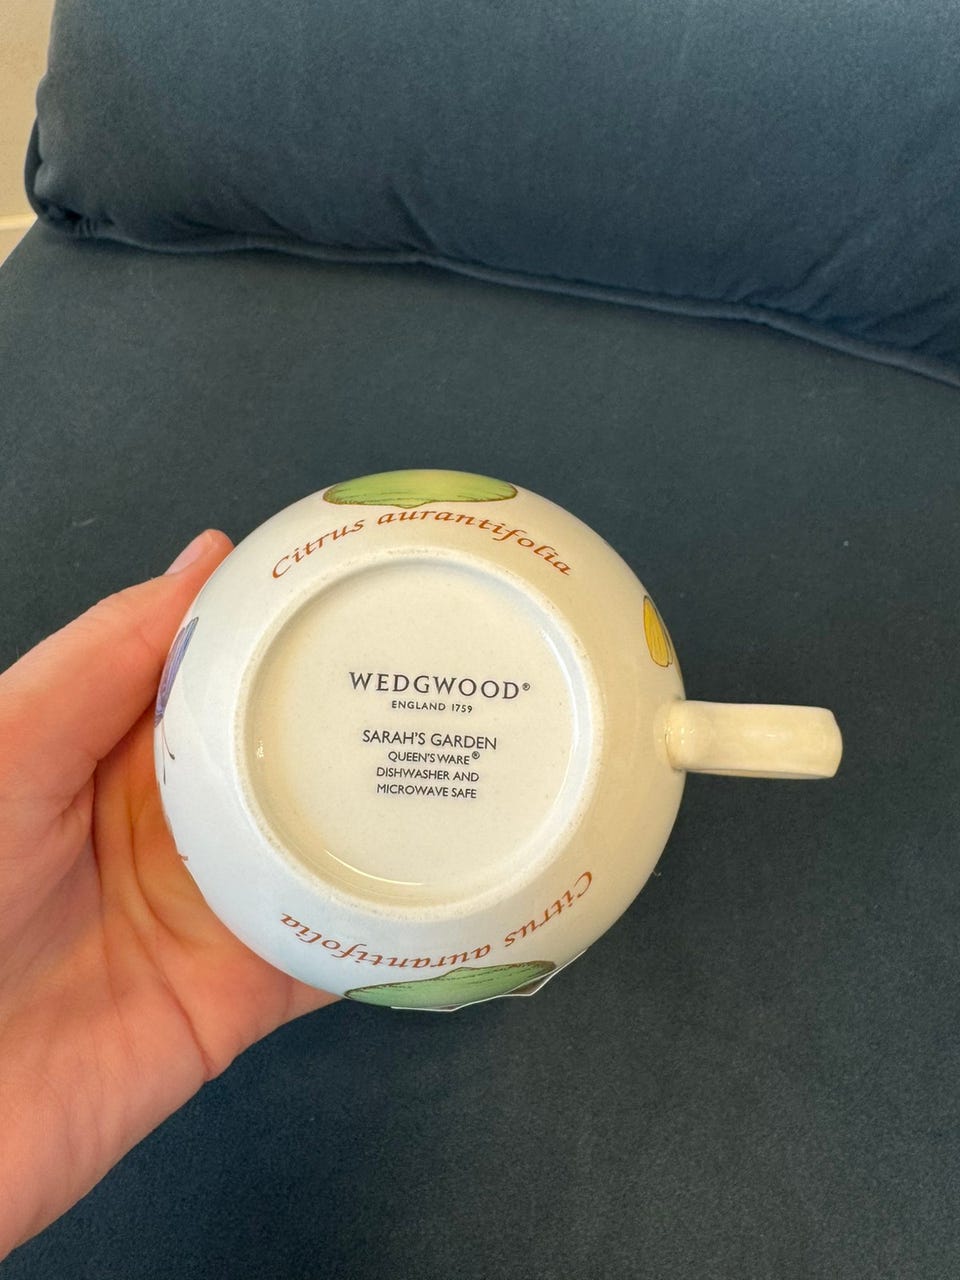 Citrus aurantifolia
WEDGWOOD®
ENGLAND 1759
SARAH'S GARDEN
QUEEN'S WARE®
DISHWASHER AND
MICROWAVE SAFE
Citrus aurantifolia